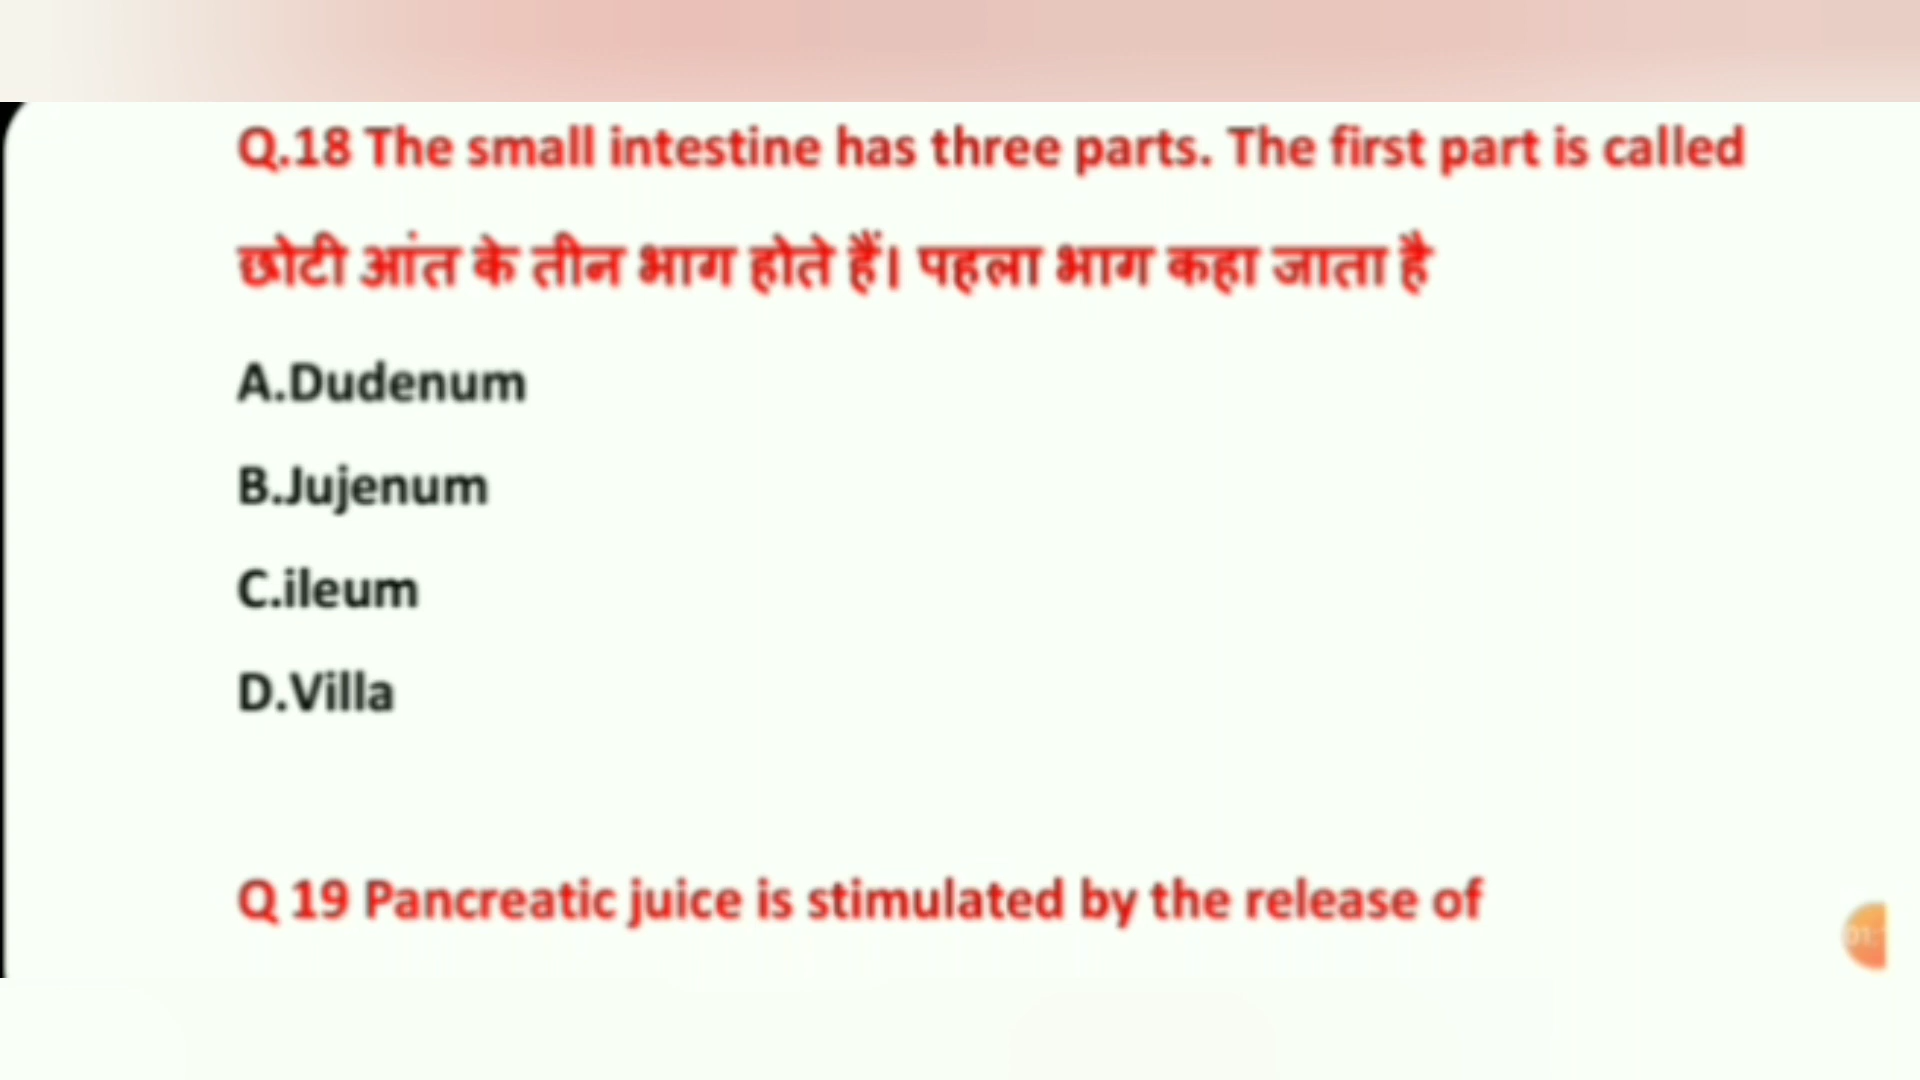 Q.18 The small intestine has three parts. The first part is called
छोटी आंत के तीन भाग होते हैं। पहला भाग कहा जाता है
A.Dudenum
B.Jujenum
C.ileum
D.Villa
Q 19 Pancreatic juice is stimulated by the release of